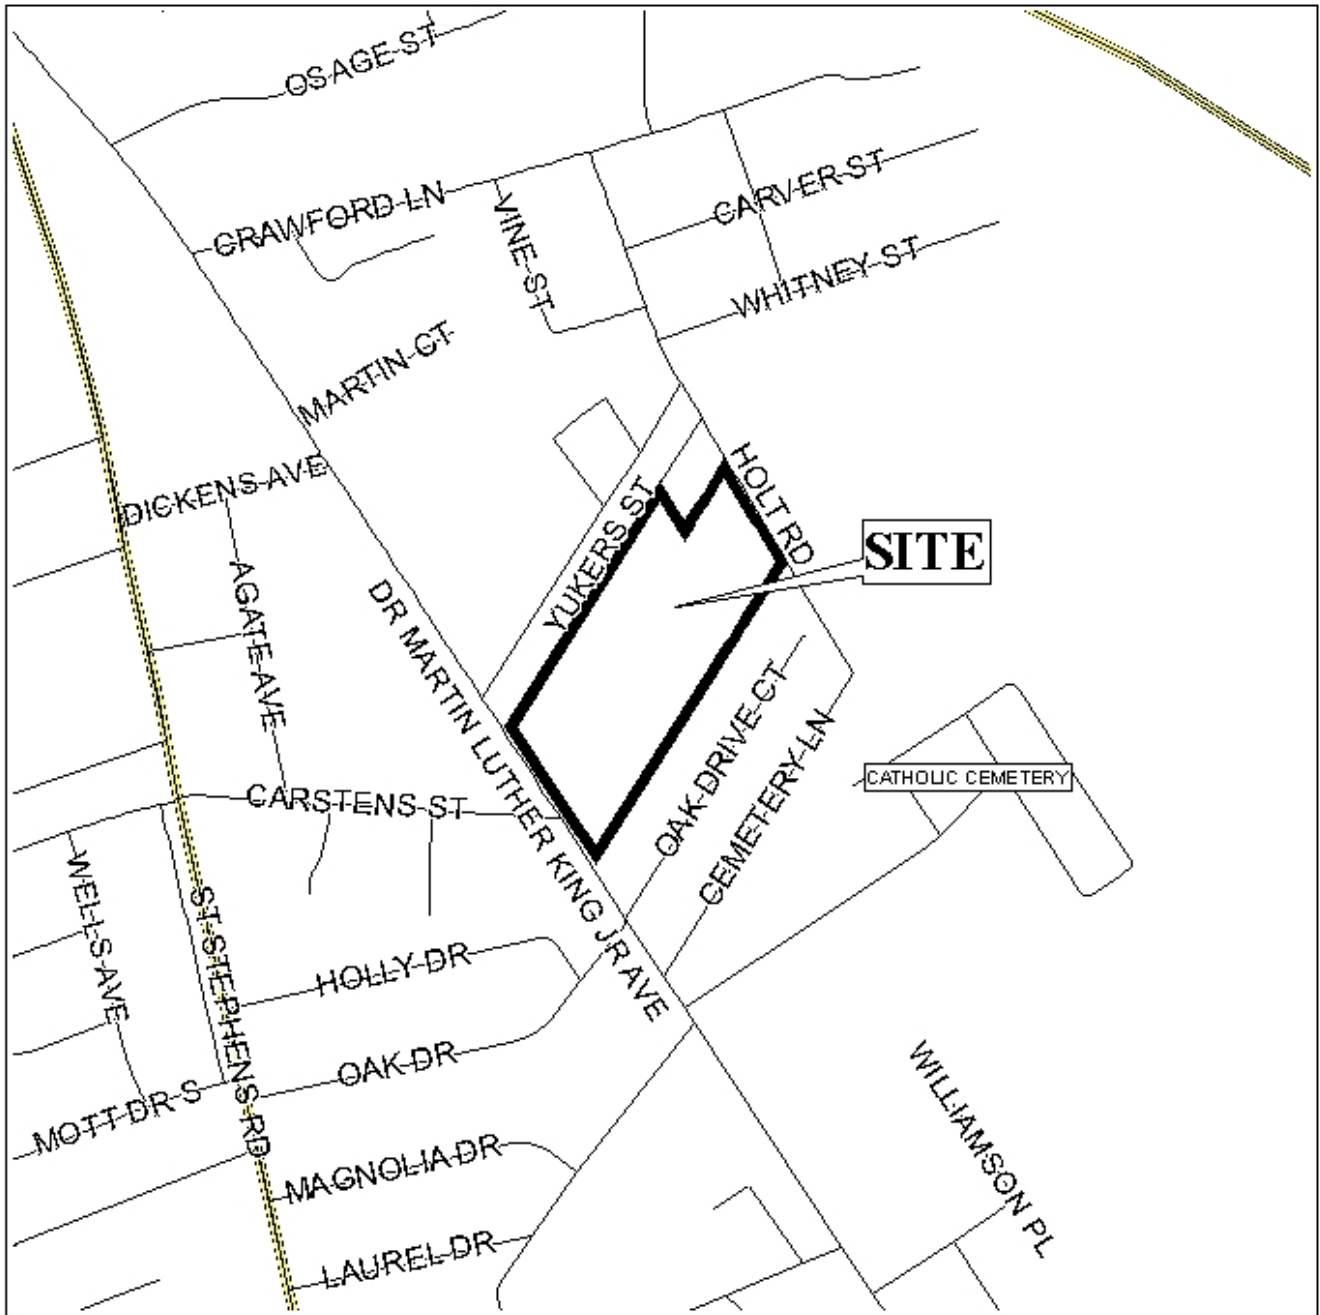 OSAGE ST
CRAWFORD LN
VINE ST
CARVER ST
WHITNEY ST
MARTIN CT
DICKENS AVE
HOLT RD
YUKERS ST
SITE
AGATE AVE
DR MARTIN LUTHER KING JR AVE
OAK DRIVE CT
CEMETERY LN
CATHOLIC CEMETERY
CARSTENS ST
WELLS AVE
ST STEPHENS RD
HOLLY DR
OAK DR
MOTT DR S
MAGNOLIA DR
WILLIAMSON PL
LAUREL DR